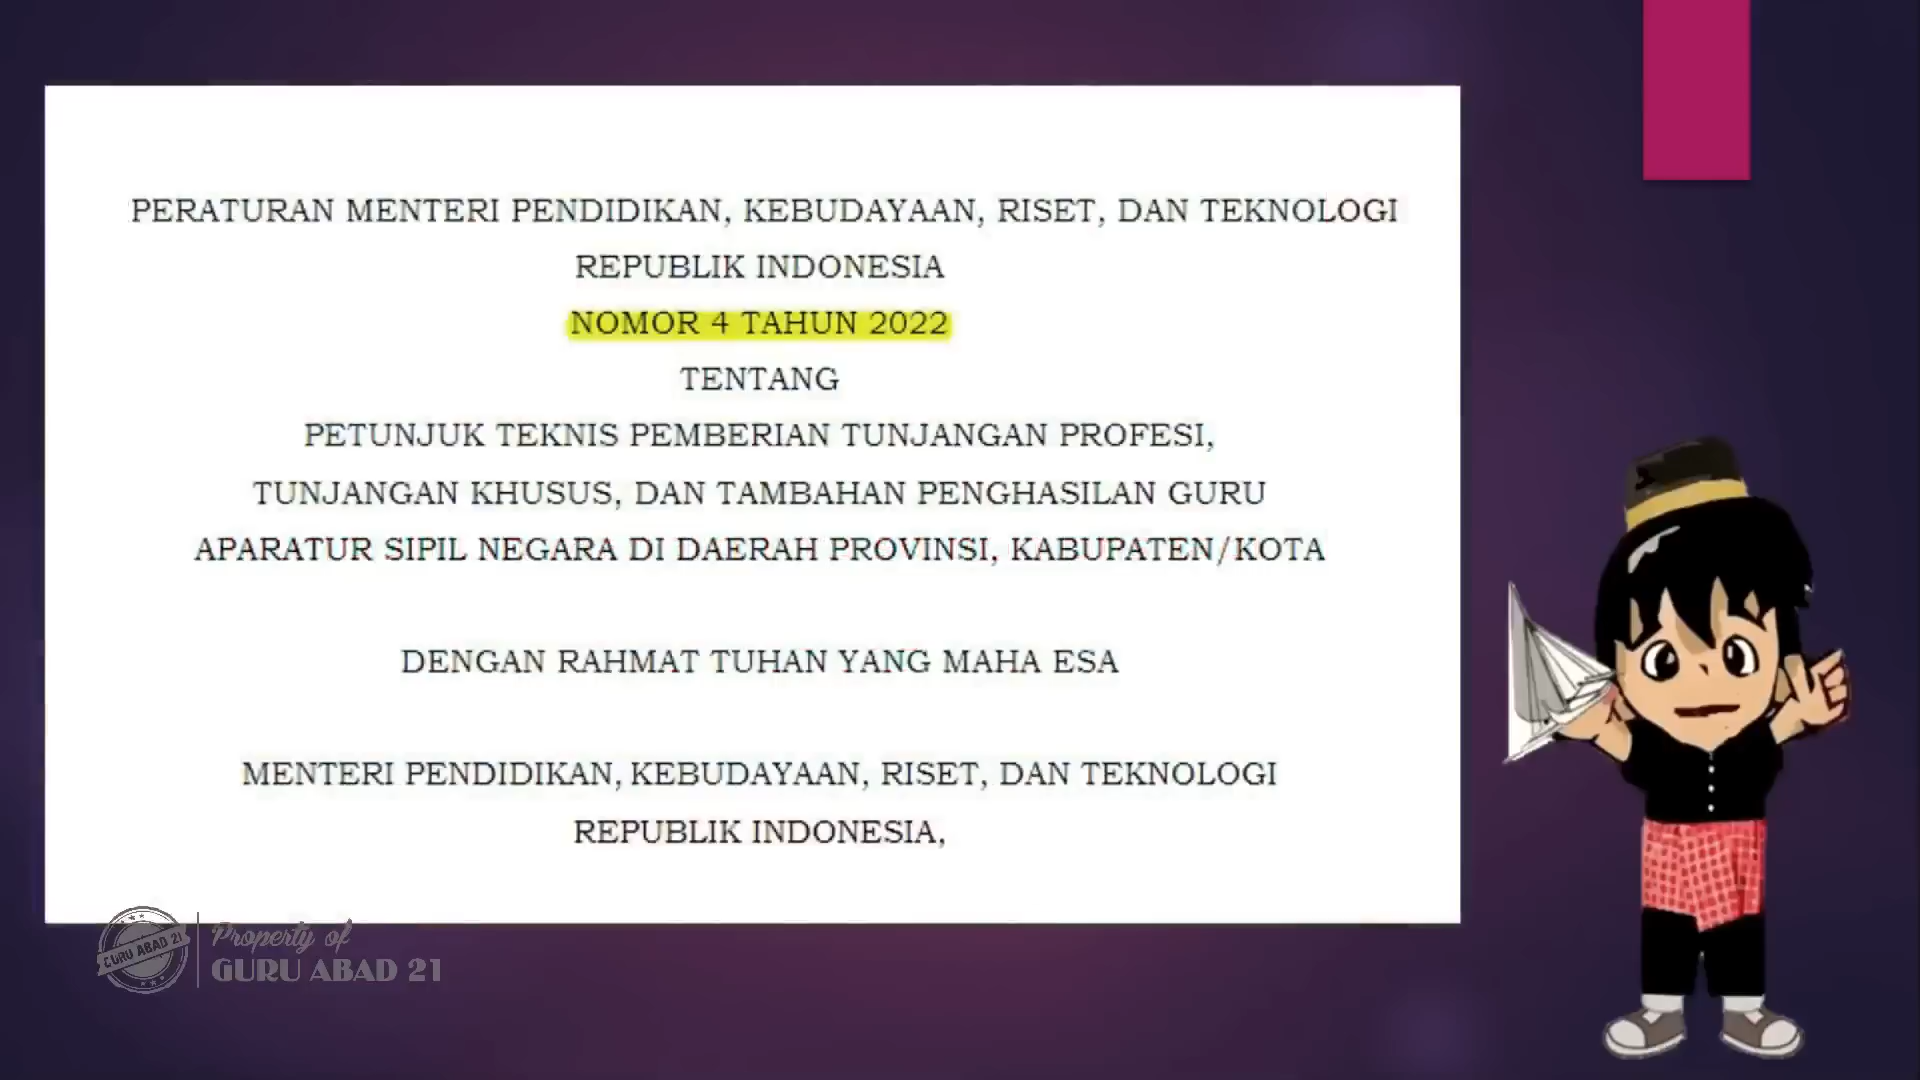 PERATURAN MENTERI PENDIDIKAN, KEBUDAYAAN, RISET, DAN TEKNOLOGI
REPUBLIK INDONESIA
NOMOR 4 TAHUN 2022
TENTANG
PETUNJUK TEKNIS PEMBERIAN TUNJANGAN PROFESI,
TUNJANGAN KHUSUS, DAN TAMBAHAN PENGHASILAN GURU
APARATUR SIPIL NEGARA DI DAERAH PROVINSI, KABUPATEN/KOTA
DENGAN RAHMAT TUHAN YANG MAHA ESA
MENTERI PENDIDIKAN, KEBUDAYAAN, RISET, DAN TEKNOLOGI
REPUBLIK INDONESIA,
GURU ABAD 21
Property of
GURU ABAD 21